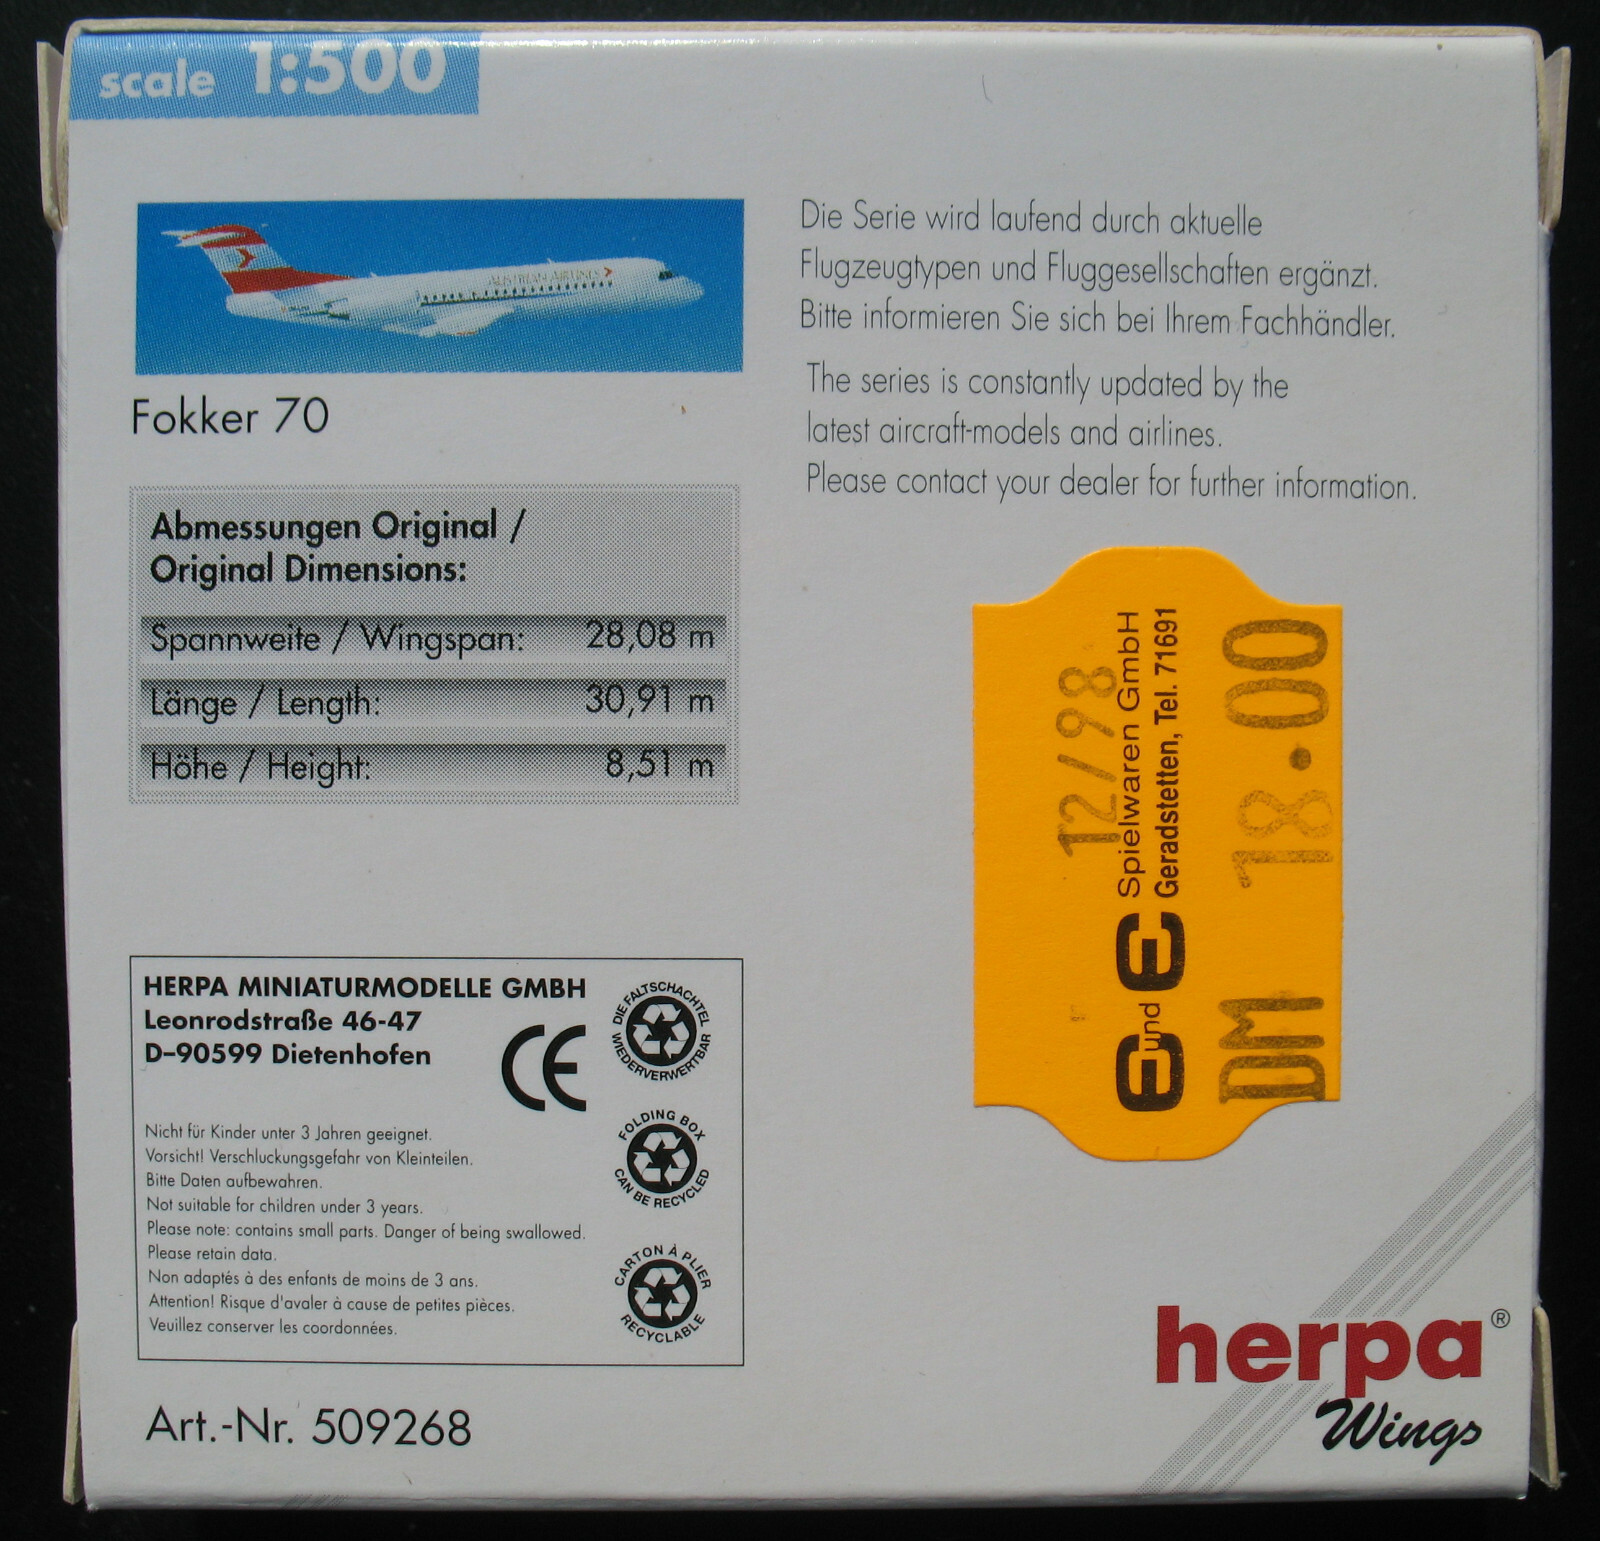 scale 1:500
AUSTRIAN AIRLINES
Fokker 70
Abmessungen Original /
Original Dimensions:
Spannweite / Wingspan: 28,08 m
Länge / Length: 30,91 m
Höhe / Height: 8,51 m
Die Serie wird laufend durch aktuelle
Flugzeugtypen und Fluggesellschaften ergänzt.
Bitte informieren Sie sich bei Ihrem Fachhändler.
The series is constantly updated by the
latest aircraft-models and airlines.
Please contact your dealer for further information.
12/98
E und E Spielwaren GmbH
Geradstetten, Tel. 71691
DM 18.00
HERPA MINIATURMODELLE GMBH
Leonrodstraße 46-47
D-90599 Dietenhofen
CE
DIE FALTSCHACHTEL
WIEDERVERWERTBAR
FOLDING BOX
CAN BE RECYCLED
CARTON À PLIER
RECYCLABLE
Nicht für Kinder unter 3 Jahren geeignet.
Vorsicht! Verschluckungsgefahr von Kleinteilen.
Bitte Daten aufbewahren.
Not suitable for children under 3 years.
Please note: contains small parts. Danger of being swallowed.
Please retain data.
Non adaptés à des enfants de moins de 3 ans.
Attention! Risque d'avaler à cause de petites pièces.
Veuillez conserver les coordonnées.
Art.-Nr. 509268
herpa®
Wings